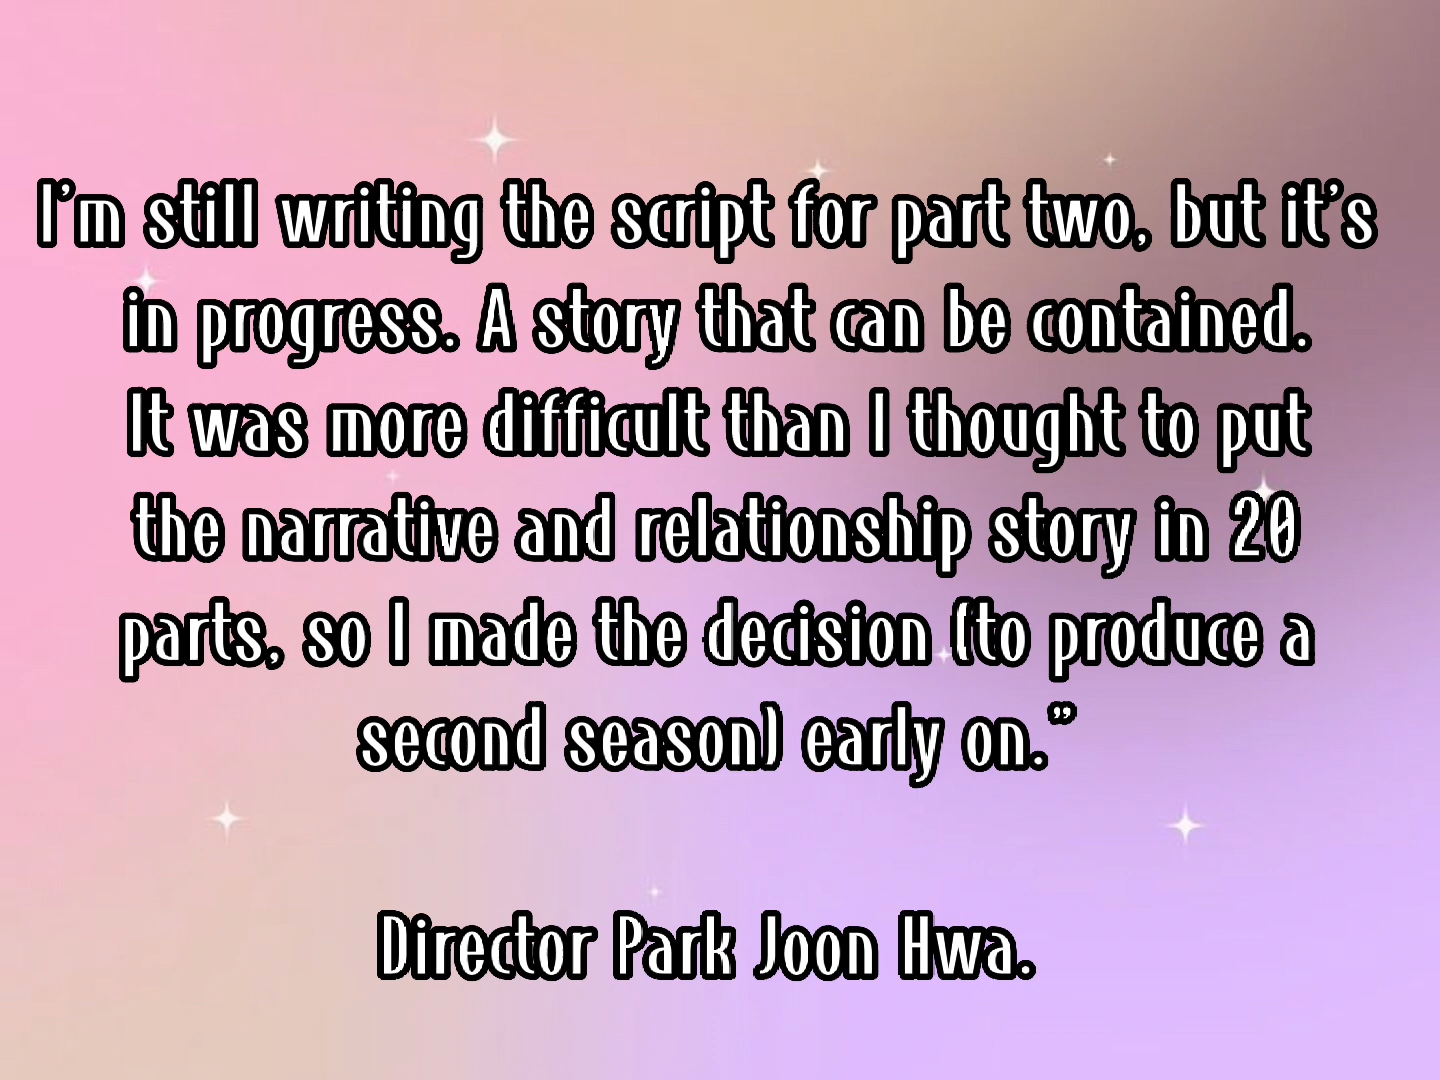 I'm still writing the script for part two, but it's
in progress. A story that can be contained.
It was more difficult than I thought to put
the narrative and relationship story in 20
parts, so I made the decision (to produce a
second season) early on.”
Director Park Joon Hwa.